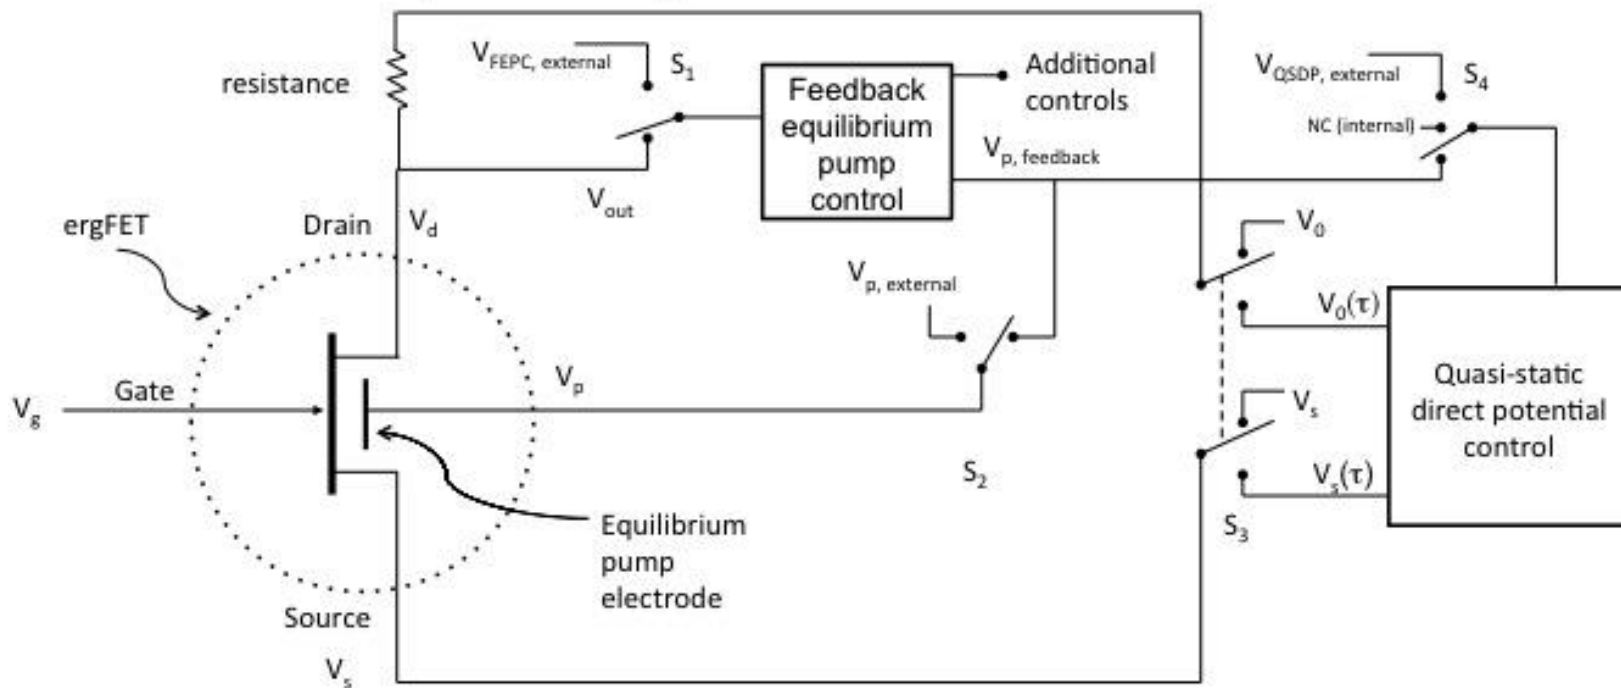 resistance
V_FEPC, external
S_1
Feedback
equilibrium
pump
control
Additional
controls
V_QSDP, external
S_4
NC (internal)
V_p, feedback
V_out
ergFET
Drain
V_d
V_0
V_p, external
V_0(τ)
Quasi-static
direct potential
control
V_g
Gate
V_p
V_s
V_s(τ)
S_2
S_3
Equilibrium
pump
electrode
Source
V_s